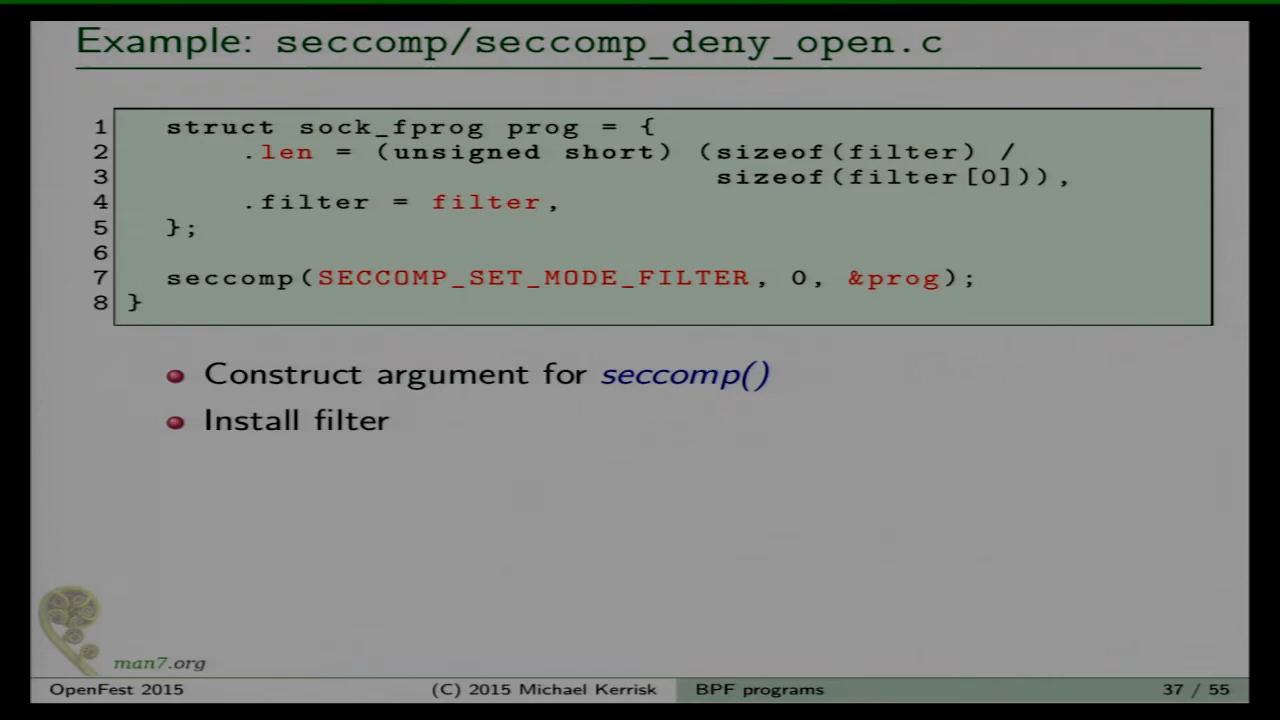 Example: seccomp/seccomp_deny_open.c
1 struct sock_fprog prog = {
2 .len = (unsigned short) (sizeof(filter) /
3 sizeof(filter[0])),
4 .filter = filter,
5 };
6
7 seccomp(SECCOMP_SET_MODE_FILTER, 0, &prog);
8 }
Construct argument for seccomp()
Install filter
man7.org
OpenFest 2015 (C) 2015 Michael Kerrisk BPF programs 37 / 55